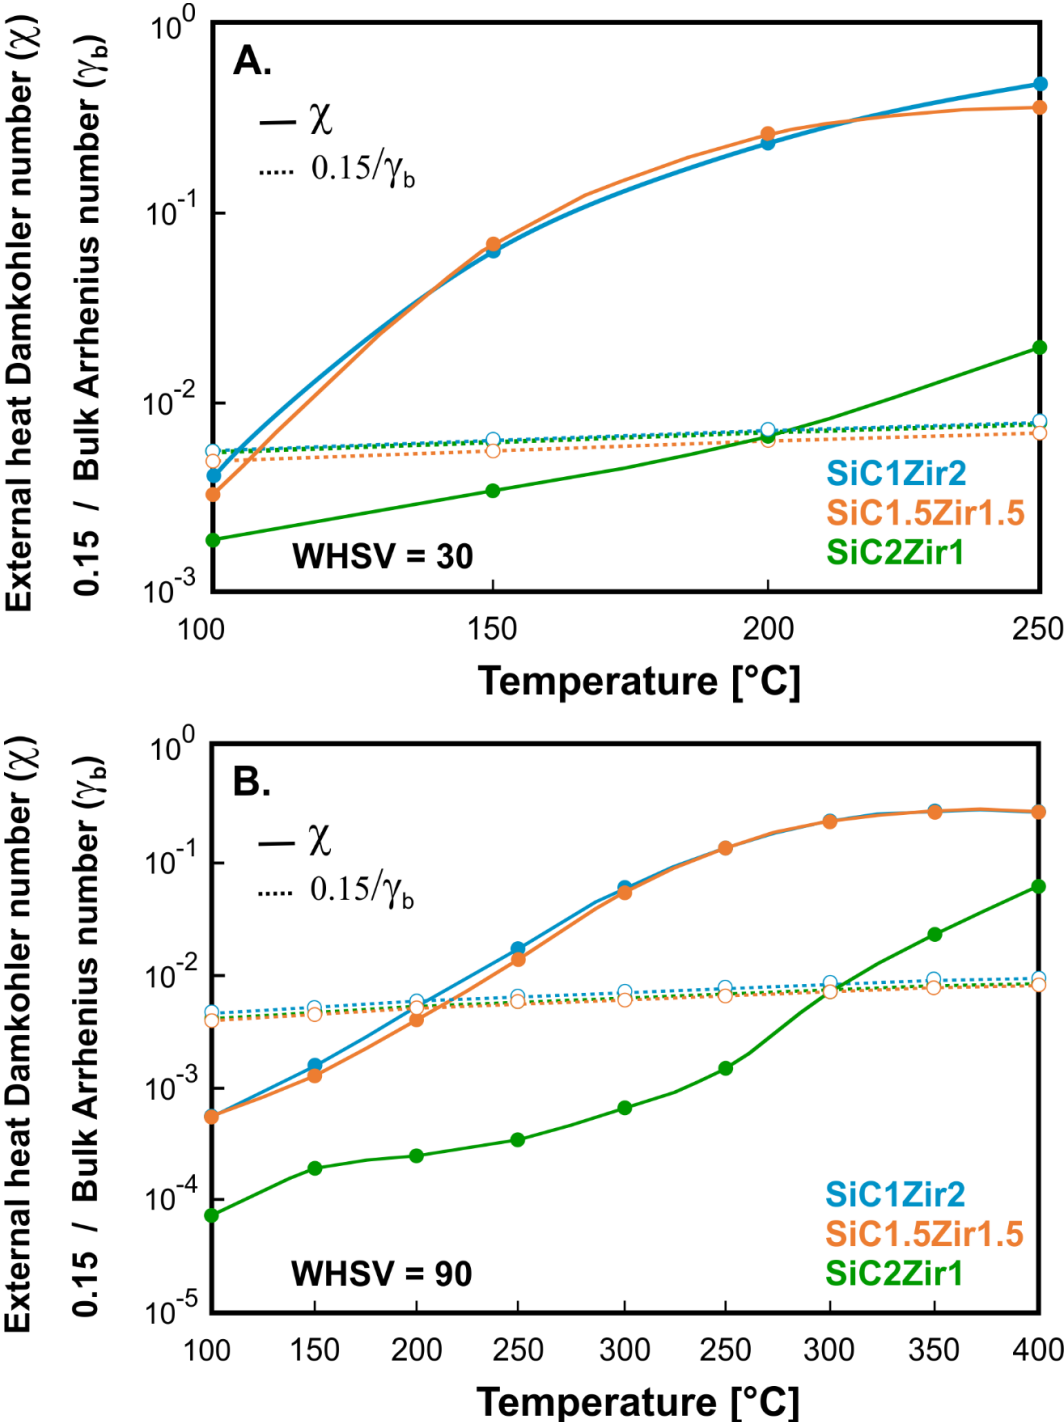 External heat Damkohler number (χ)
0.15 / Bulk Arrhenius number (γb)
10^0
10^-1
10^-2
10^-3
A.
χ
0.15/γb
SiC1Zir2
SiC1.5Zir1.5
SiC2Zir1
WHSV = 30
100 150 200 250
Temperature [°C]
External heat Damkohler number (χ)
0.15 / Bulk Arrhenius number (γb)
10^0
10^-1
10^-2
10^-3
10^-4
10^-5
B.
χ
0.15/γb
SiC1Zir2
SiC1.5Zir1.5
SiC2Zir1
WHSV = 90
100 150 200 250 300 250 300 350 400
Temperature [°C]